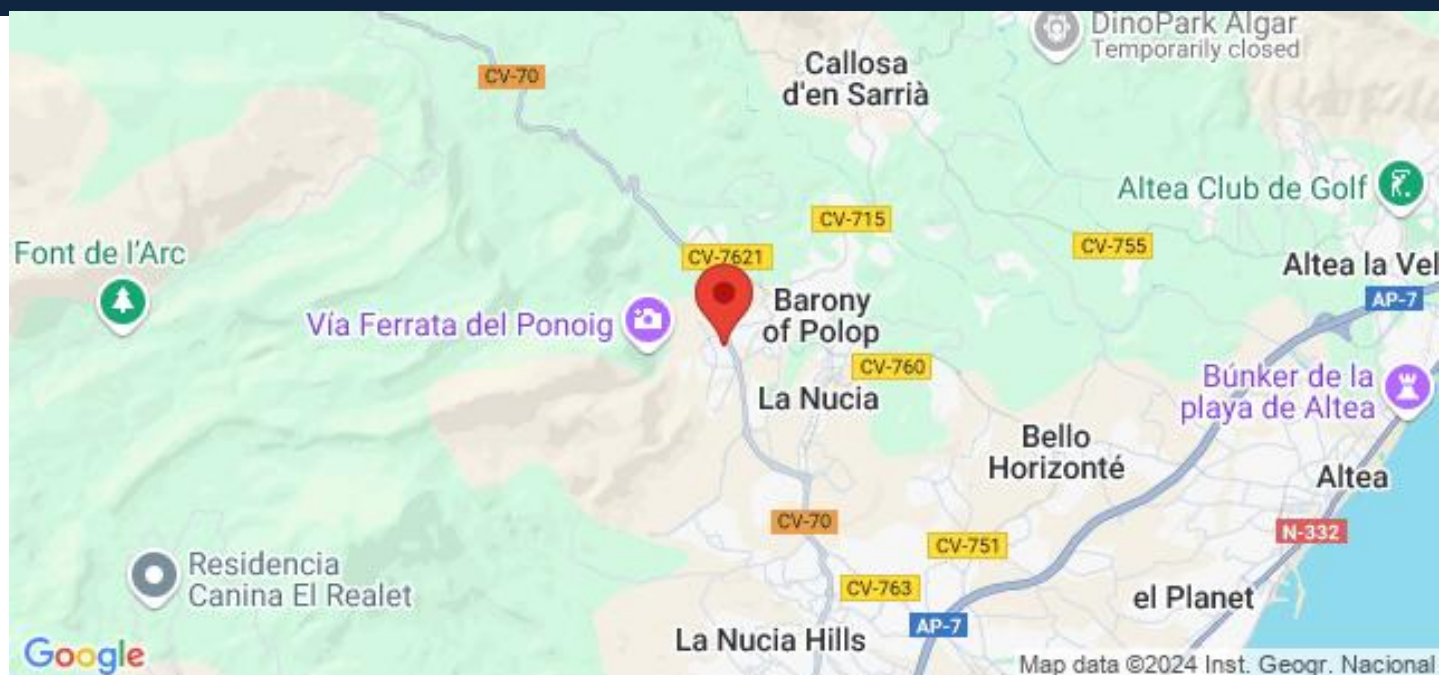 DinoPark Algar
Temporarily closed
CV-70
Callosa
d'en Sarrià
Altea Club de Golf
CV-715
CV-755
Font de l'Arc
CV-7621
Altea la Vel
AP-7
Vía Ferrata del Ponoig
Barony
of Polop
CV-760
La Nucia
Búnker de la
playa de Altea
Bello
Horizonté
Altea
CV-70
N-332
CV-751
Residencia
Canina El Realet
CV-763
el Planet
AP-7
La Nucia Hills
Google
Map data ©2024 Inst. Geogr. Nacional